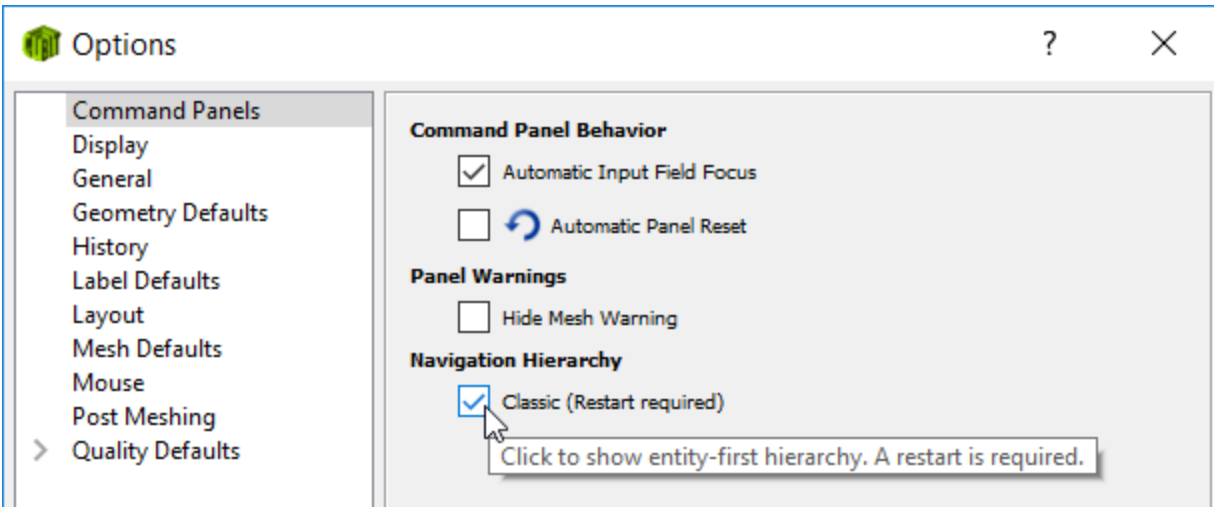 Options
?
Command Panels
Display
General
Geometry Defaults
History
Label Defaults
Layout
Mesh Defaults
Mouse
Post Meshing
Quality Defaults
Command Panel Behavior
Automatic Input Field Focus
Automatic Panel Reset
Panel Warnings
Hide Mesh Warning
Navigation Hierarchy
Classic (Restart required)
Click to show entity-first hierarchy. A restart is required.